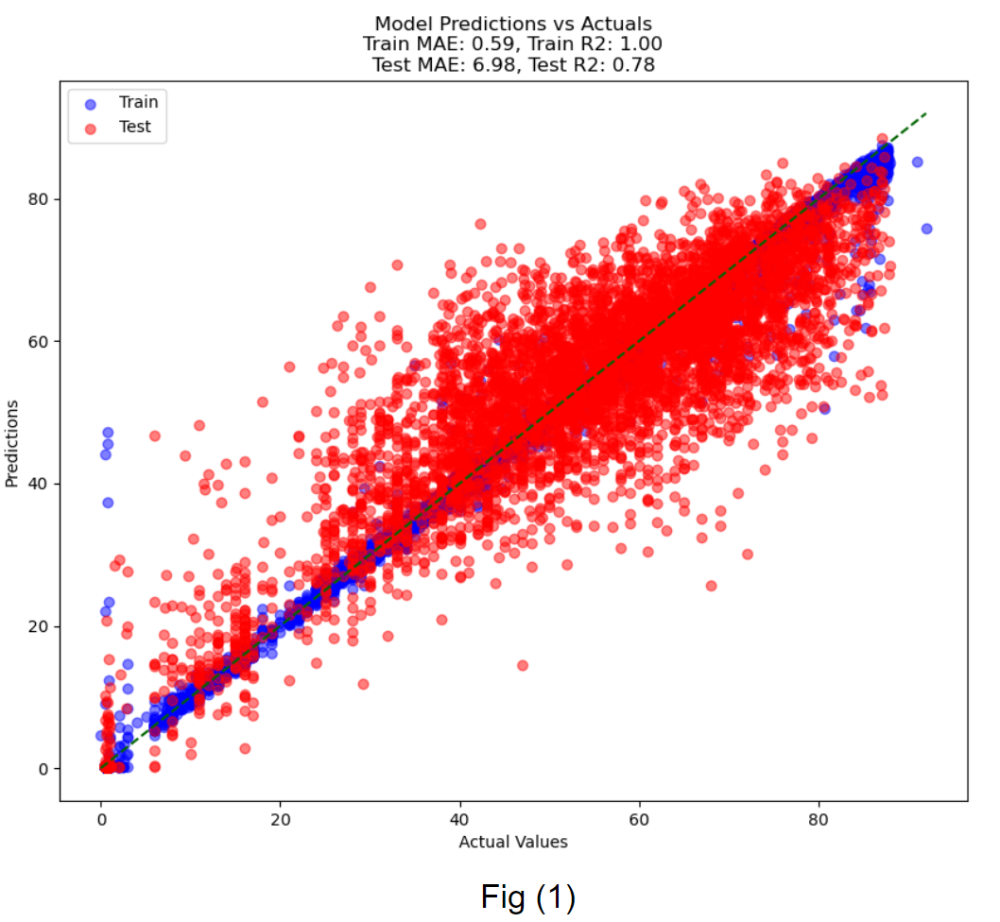 Model Predictions vs Actuals
Train MAE: 0.59, Train R2: 1.00
Test MAE: 6.98, Test R2: 0.78
Train
Test
80
60
40
20
0
Predictions
0 20 40 60 80
Actual Values
Fig (1)